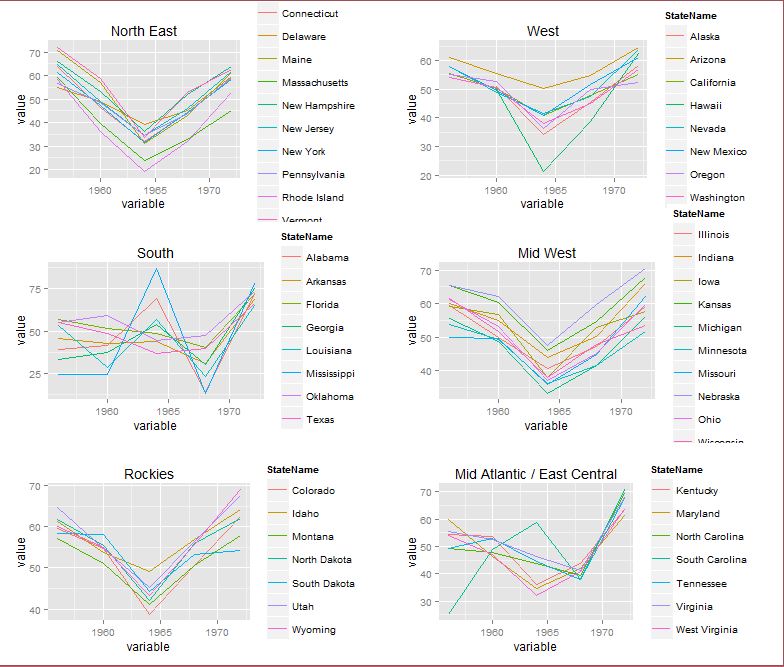 North East
value
70
60
50
40
30
20
1960
1965
1970
variable
Connecticut
Delaware
Maine
Massachusetts
New Hampshire
New Jersey
New York
Pennsylvania
Rhode Island
Vermont
West
value
60
50
40
30
20
1960
1965
1970
variable
StateName
Alaska
Arizona
California
Hawaii
Nevada
New Mexico
Oregon
Washington
South
value
75
50
25
1960
1965
1970
variable
StateName
Alabama
Arkansas
Florida
Georgia
Louisiana
Mississippi
Oklahoma
Texas
Mid West
value
70
60
50
40
1960
1965
1970
variable
StateName
Illinois
Indiana
Iowa
Kansas
Michigan
Minnesota
Missouri
Nebraska
Ohio
Wisconsin
Rockies
value
70
60
50
40
1960
1965
1970
variable
StateName
Colorado
Idaho
Montana
North Dakota
South Dakota
Utah
Wyoming
Mid Atlantic / East Central
value
70
60
50
40
30
1960
1965
1970
variable
StateName
Kentucky
Maryland
North Carolina
South Carolina
Tennessee
Virginia
West Virginia